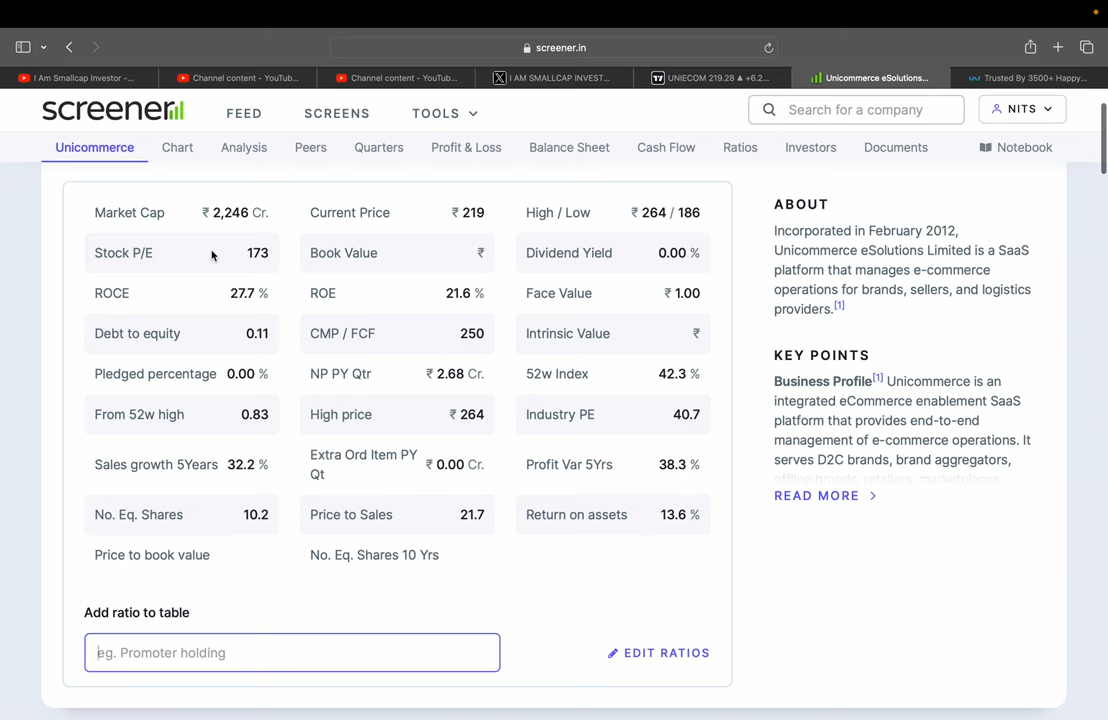 screener.in
I Am Smallcap Investor -...
Channel content - YouTub...
Channel content - YouTub...
I AM SMALLCAP INVEST...
UNIECOM 219.28 ▲ +6.2...
Unicommerce eSolutions...
Trusted By 3500+ Happy...
screener
FEED
SCREENS
TOOLS
Search for a company
NITS
Unicommerce
Chart
Analysis
Peers
Quarters
Profit & Loss
Balance Sheet
Cash Flow
Ratios
Investors
Documents
Notebook
Market Cap ₹ 2,246 Cr.
Current Price ₹ 219
High / Low ₹ 264 / 186
Stock P/E 173
Book Value ₹
Dividend Yield 0.00 %
ROCE 27.7 %
ROE 21.6 %
Face Value ₹ 1.00
Debt to equity 0.11
CMP / FCF 250
Intrinsic Value ₹
Pledged percentage 0.00 %
NP PY Qtr ₹ 2.68 Cr.
52w Index 42.3 %
From 52w high 0.83
High price ₹ 264
Industry PE 40.7
Sales growth 5Years 32.2 %
Extra Ord Item PY
Qt ₹ 0.00 Cr.
Profit Var 5Yrs 38.3 %
No. Eq. Shares 10.2
Price to Sales 21.7
Return on assets 13.6 %
Price to book value
No. Eq. Shares 10 Yrs
Add ratio to table
eg. Promoter holding
EDIT RATIOS
ABOUT
Incorporated in February 2012,
Unicommerce eSolutions Limited is a SaaS
platform that manages e-commerce
operations for brands, sellers, and logistics
providers.[1]
KEY POINTS
Business Profile[1] Unicommerce is an
integrated eCommerce enablement SaaS
platform that provides end-to-end
management of e-commerce operations. It
serves D2C brands, brand aggregators,
offline brands, retailers, marketplaces,
READ MORE